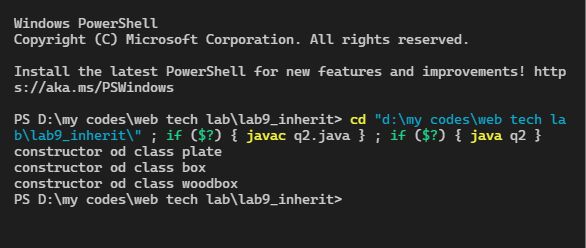 Windows PowerShell
Copyright (C) Microsoft Corporation. All rights reserved.
Install the latest PowerShell for new features and improvements! http
s://aka.ms/PSWindows
PS D:\my codes\web tech lab\lab9_inherit> cd "d:\my codes\web tech la
b\lab9_inherit\" ; if ($?) { javac q2.java } ; if ($?) { java q2 }
constructor od class plate
constructor od class box
constructor od class woodbox
PS D:\my codes\web tech lab\lab9_inherit>